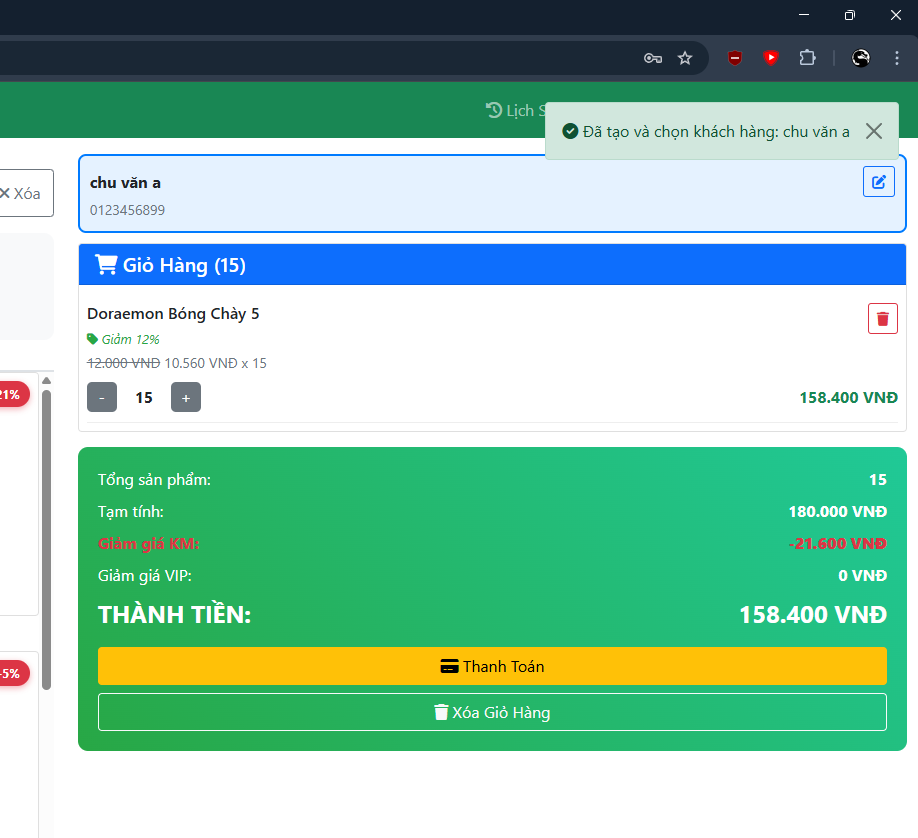 Lịch S
Đã tạo và chọn khách hàng: chu văn a
Xóa
chu văn a
0123456899
Giỏ Hàng (15)
Doraemon Bóng Chày 5
Giảm 12%
12.000 VNĐ 10.560 VNĐ x 15
- 15 + 158.400 VNĐ
21%
Tổng sản phẩm: 15
Tạm tính: 180.000 VNĐ
Giảm giá KM: -21.600 VNĐ
Giảm giá VIP: 0 VNĐ
THÀNH TIỀN: 158.400 VNĐ
-5%
Thanh Toán
Xóa Giỏ Hàng